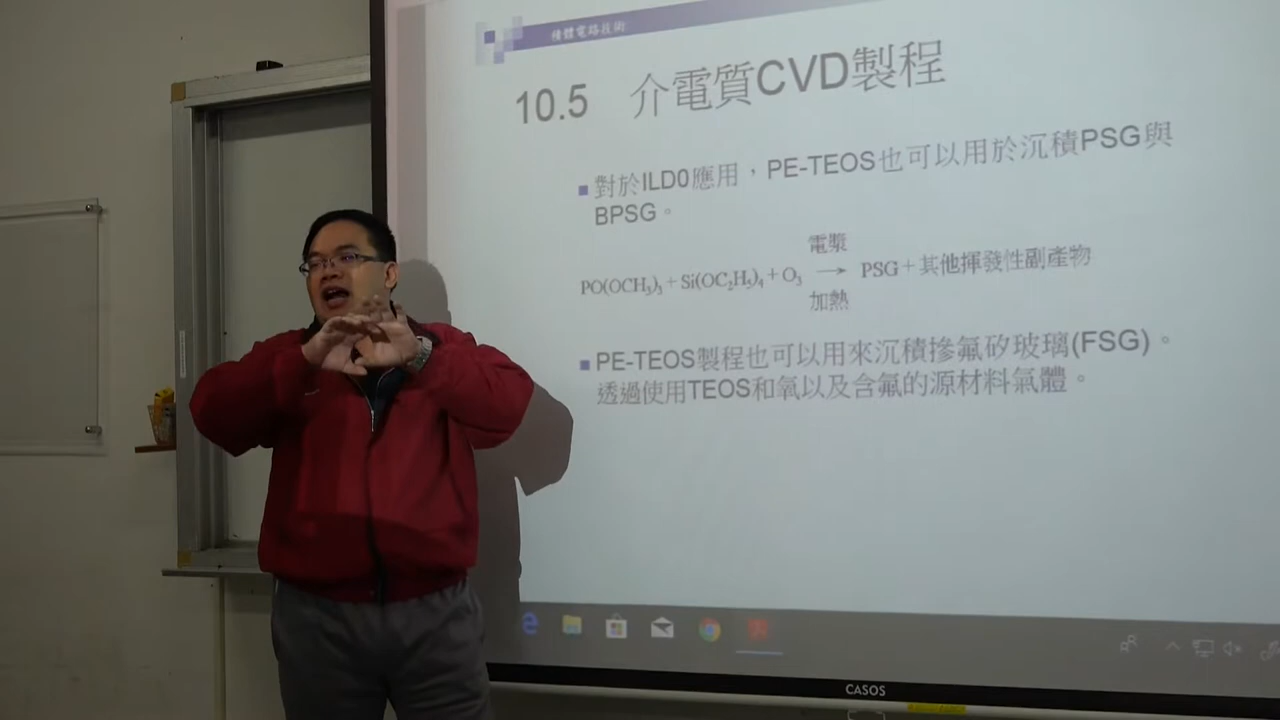 積體電路技術
10.5 介電質CVD製程
對於ILD0應用，PE-TEOS也可以用於沉積PSG與
BPSG。
電漿
PO(OCH₃)₃ + Si(OC₂H₅)₄ + O₃ → PSG + 其他揮發性副產物
加熱
PE-TEOS製程也可以用來沉積摻氟矽玻璃(FSG)。
透過使用TEOS和氧以及含氟的源材料氣體。
CASOS